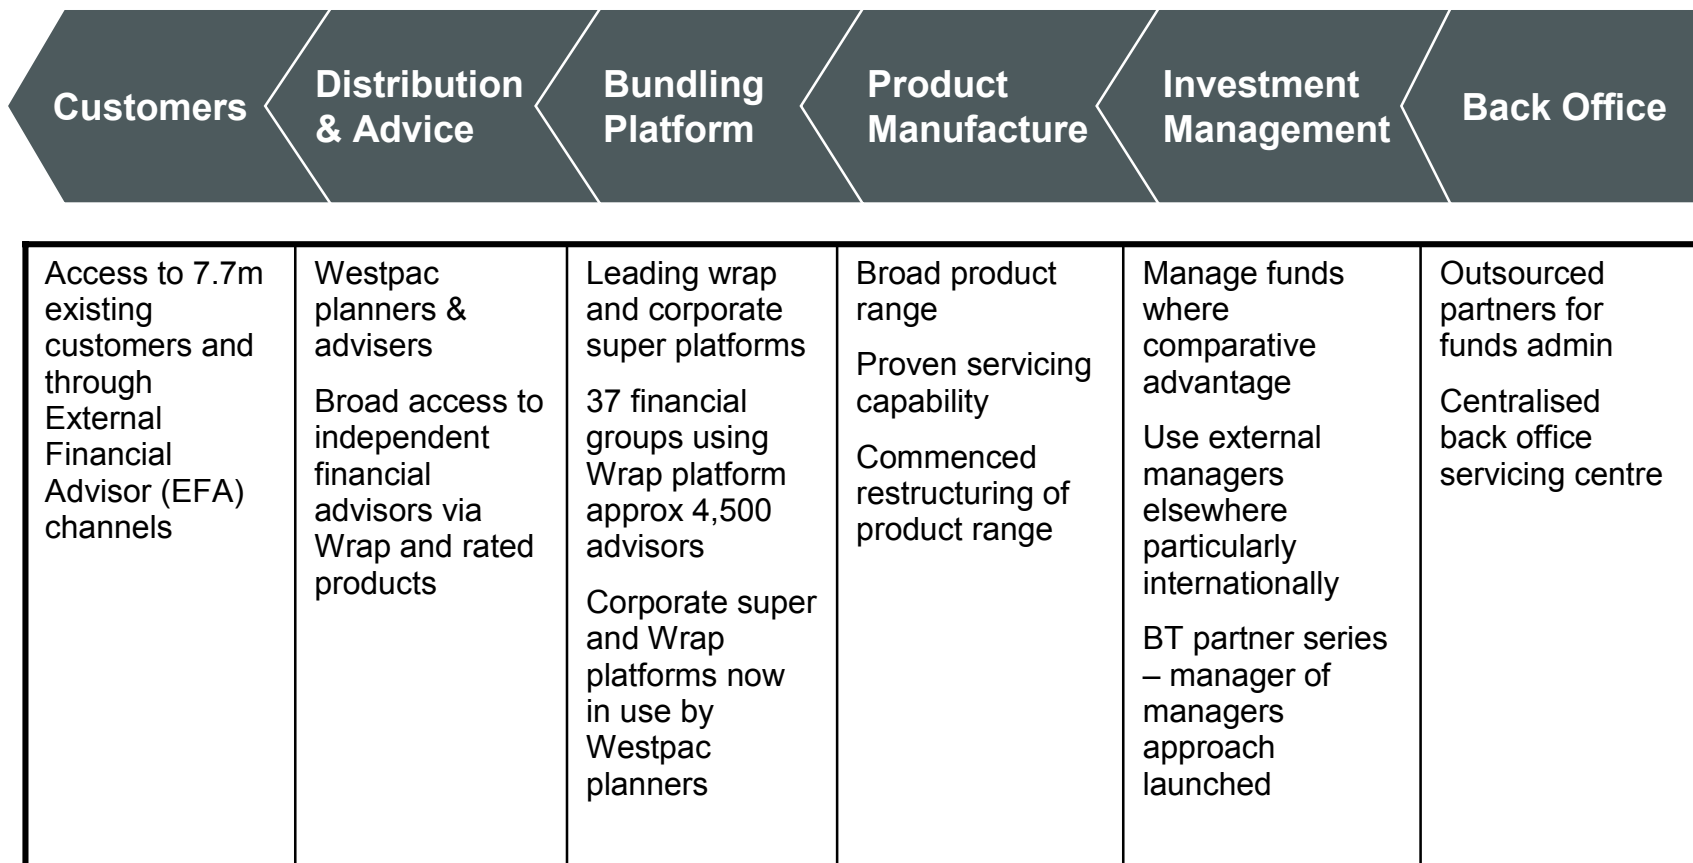 Customers
Distribution
& Advice
Bundling
Platform
Product
Manufacture
Investment
Management
Back Office
Access to 7.7m
existing
customers and
through
External
Financial
Advisor (EFA)
channels
Westpac
planners &
advisers
Broad access to
independent
financial
advisors via
Wrap and rated
products
Leading wrap
and corporate
super platforms
37 financial
groups using
Wrap platform
approx 4,500
advisors
Corporate super
and Wrap
platforms now
in use by
Westpac
planners
Broad product
range
Proven servicing
capability
Commenced
restructuring of
product range
Manage funds
where
comparative
advantage
Use external
managers
elsewhere
particularly
internationally
BT partner series
– manager of
managers
approach
launched
Outsourced
partners for
funds admin
Centralised
back office
servicing centre